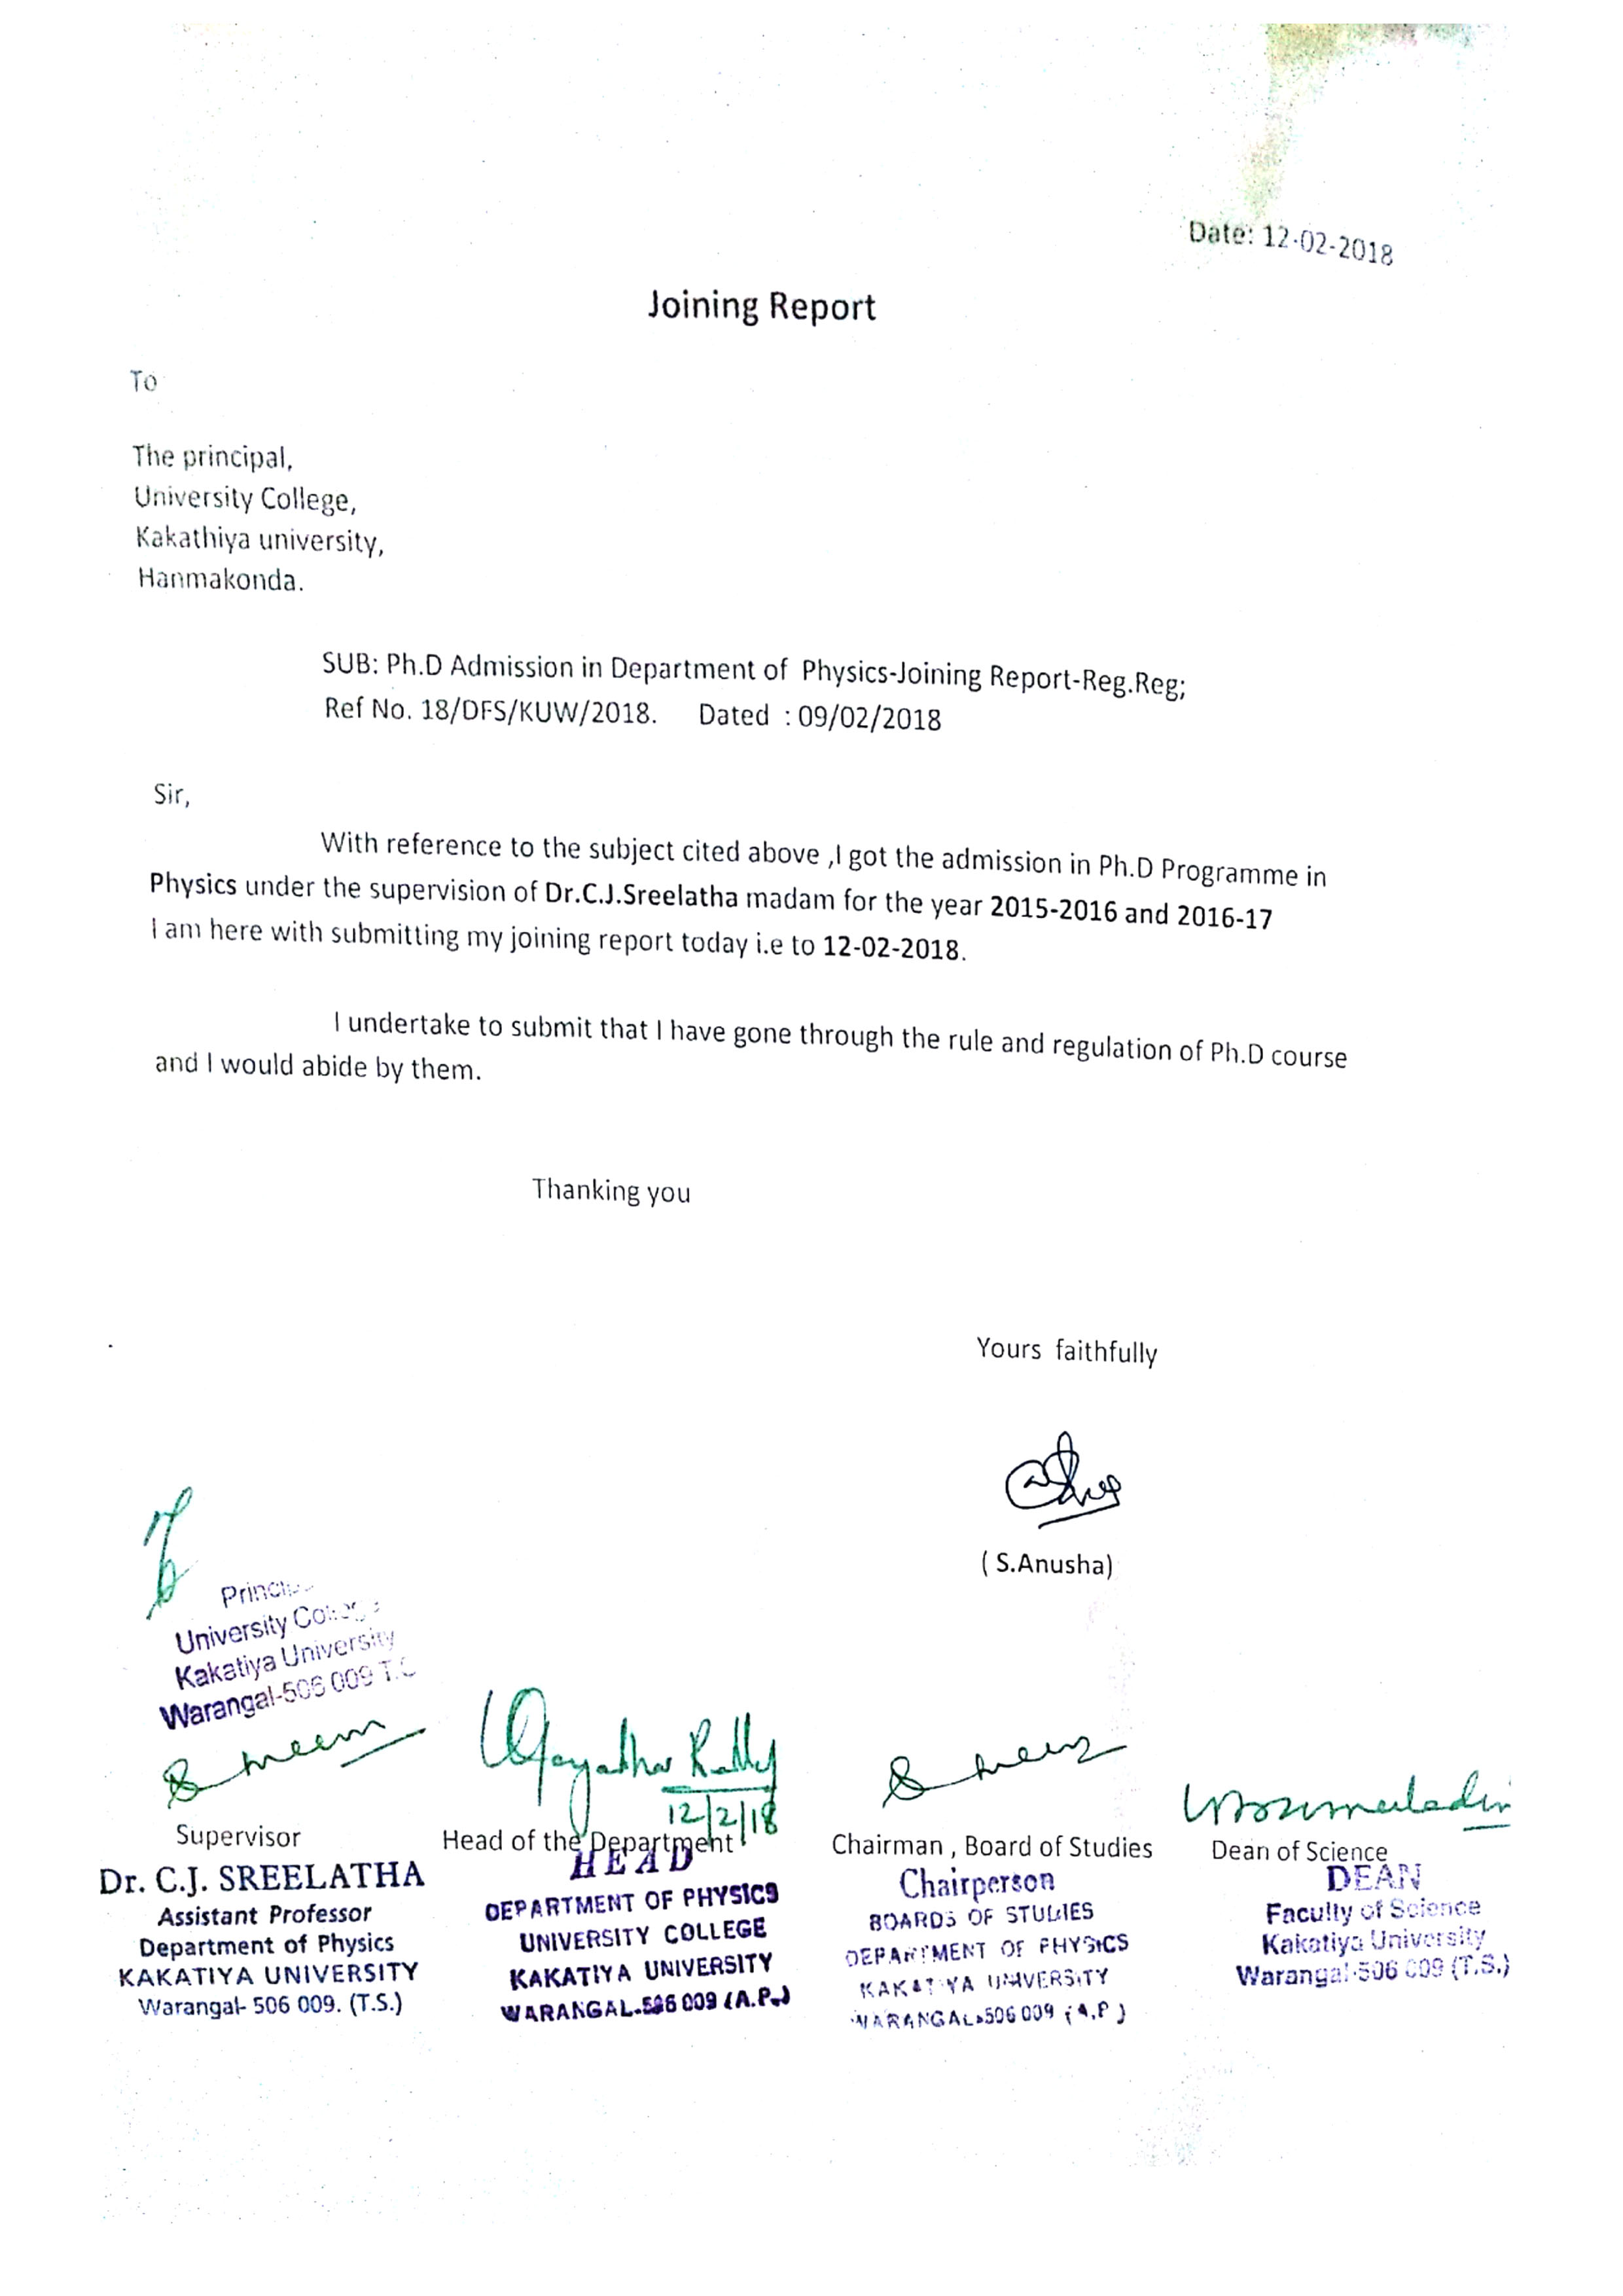 Date: 12-02-2018
Joining Report
To
The principal,
University College,
Kakathiya university,
Hanmakonda.
SUB: Ph.D Admission in Department of Physics-Joining Report-Reg.Reg;
Ref No. 18/DFS/KUW/2018. Dated : 09/02/2018
Sir,
With reference to the subject cited above ,I got the admission in Ph.D Programme in
Physics under the supervision of Dr.C.J.Sreelatha madam for the year 2015-2016 and 2016-17
I am here with submitting my joining report today i.e to 12-02-2018.
I undertake to submit that I have gone through the rule and regulation of Ph.D course
and I would abide by them.
Thanking you
Yours faithfully
( S.Anusha)
University
Kakatiya University
Warangal-506 009
12/2/18
Supervisor
Dr. C.J. SREELATHA
Assistant Professor
Department of Physics
KAKATIYA UNIVERSITY
Warangal- 506 009. (T.S.)
Head of the Department
HEAD
DEPARTMENT OF PHYSICS
UNIVERSITY COLLEGE
KAKATIYA UNIVERSITY
WARANGAL-506 009 (A.P.)
Chairman , Board of Studies
Chairperson
BOARDS OF STUDIES
DEPARTMENT OF PHYSICS
KAKATIYA UNIVERSITY
WARANGAL-506 009 (A.P)
Dean of Science
DEAN
Faculty of Science
Kakatiya University
Warangal-506 009 (T.S.)